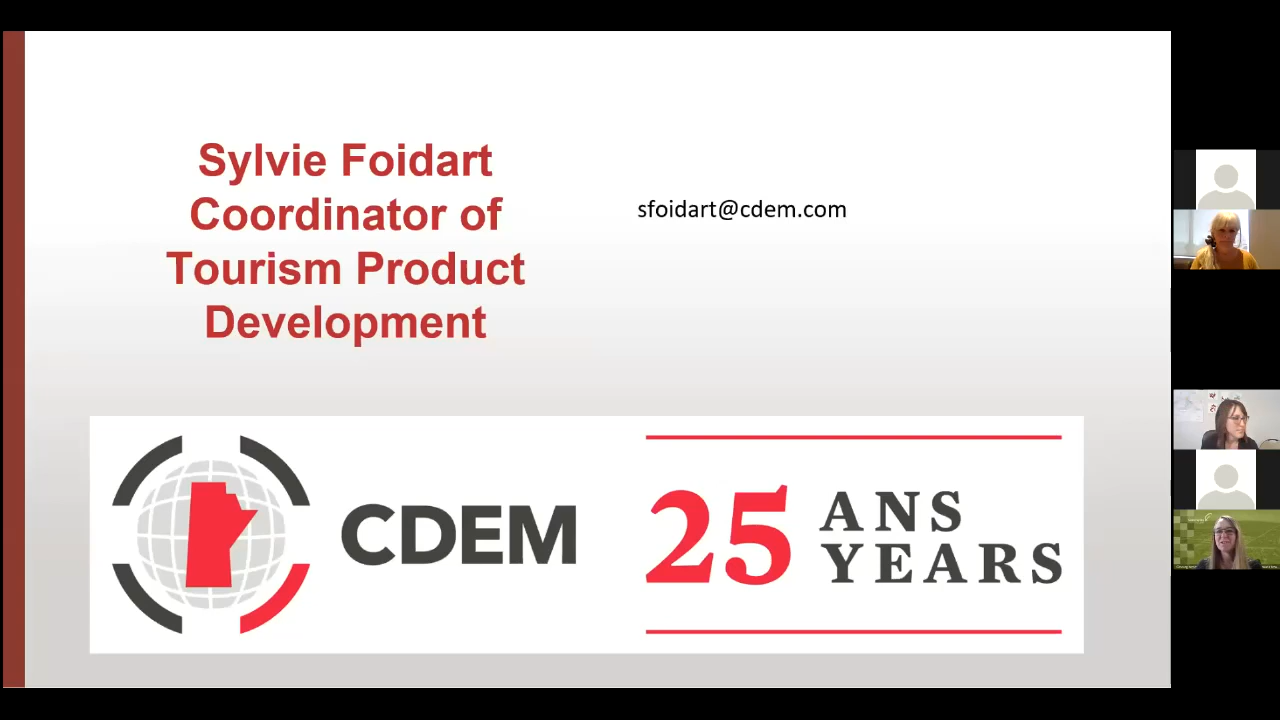 Sylvie Foidart
Coordinator of
Tourism Product
Development
sfoidart@cdem.com
CDEM
25 ANS
YEARS